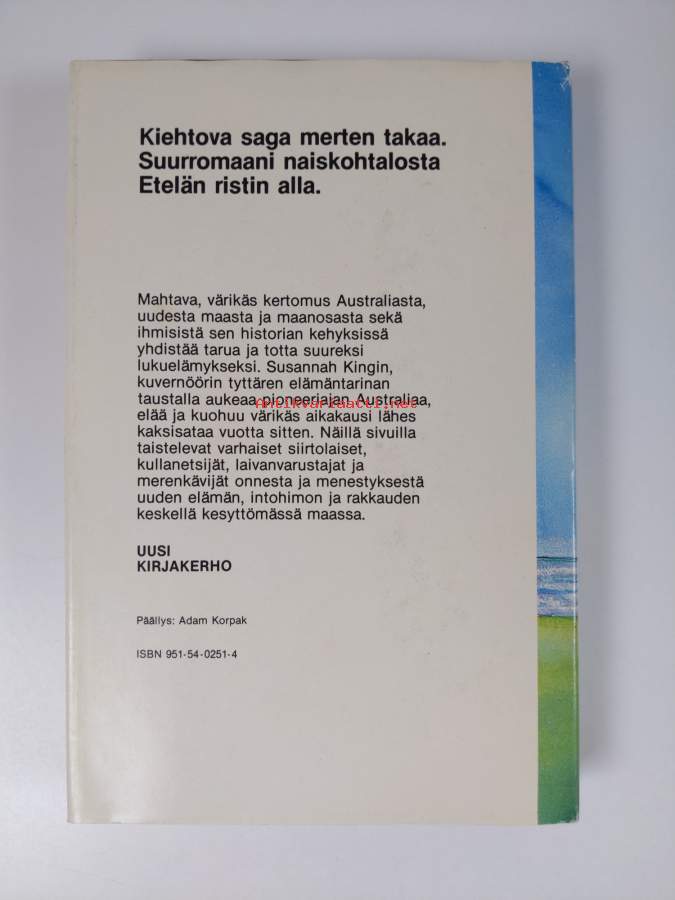 Kiehtova saga merten takaa.
Suurromaani naiskohtalosta
Etelän ristin alla.
Mahtava, värikäs kertomus Australiasta,
uudesta maasta ja maanosasta sekä
ihmisistä sen historian kehyksissä
yhdistää tarua ja totta suureksi
lukuelämykseksi. Susannah Kingin,
kuvernöörin tyttären elämäntarinan
taustalla aukeaa pioneeriajan Australiaa,
Antikvariaatti.net
elää ja kuohuu värikäs aikakausi lähes
kaksisataa vuotta sitten. Näillä sivuilla
taistelevat varhaiset siirtolaiset,
kullanetsijät, laivanvarustajat ja
merenkävijät onnesta ja menestyksestä
uuden elämän, intohimon ja rakkauden
keskellä kesyttömässä maassa.
UUSI
KIRJAKERHO
Päällys: Adam Korpak
ISBN 951-54-0251-4